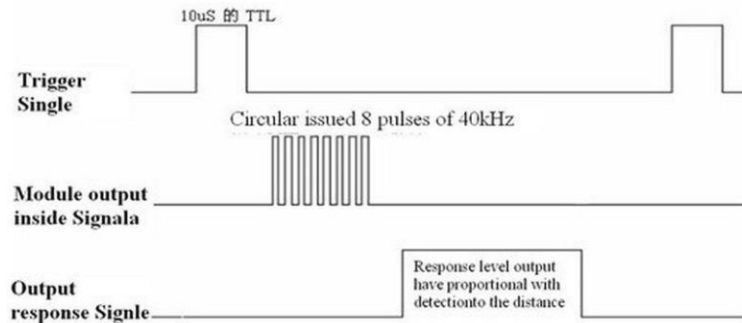 10uS 的 TTL
Trigger
Single
Circular issued 8 pulses of 40kHz
Module output
inside Signala
Response level output
have proportional with
detectionto the distance
Output
response Signle